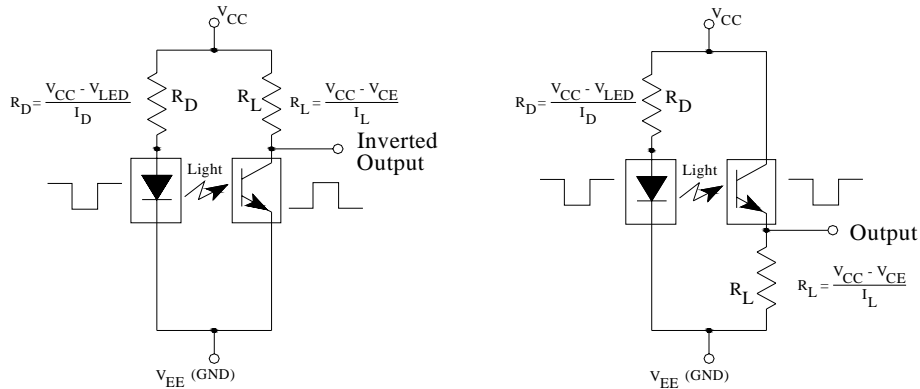 VCC
RD = VCC - VLED / ID
RD
RL
RL = VCC - VCE / IL
Inverted
Output
Light
VEE (GND)
VCC
RD = VCC - VLED / ID
RD
Light
Output
RL
RL = VCC - VCE / IL
VEE (GND)